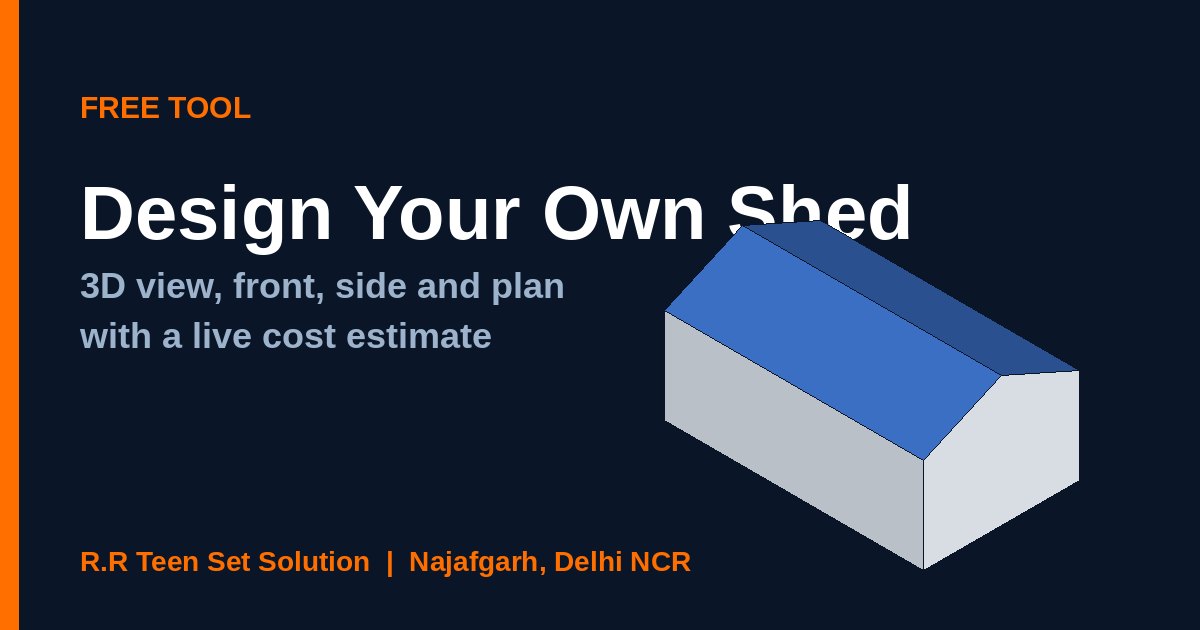 FREE TOOL
Design Your Own Shed
3D view, front, side and plan
with a live cost estimate
R.R Teen Set Solution | Najafgarh, Delhi NCR